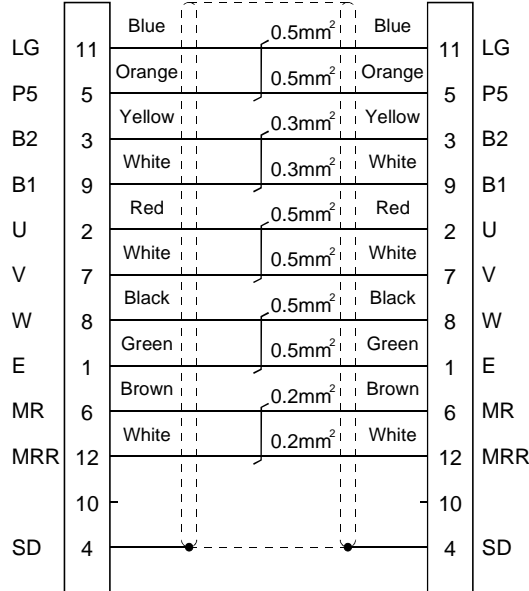 Blue 0.5mm² Blue
LG 11 11 LG
Orange 0.5mm² Orange
P5 5 5 P5
Yellow 0.3mm² Yellow
B2 3 3 B2
White 0.3mm² White
B1 9 9 B1
Red 0.5mm² Red
U 2 2 U
White 0.5mm² White
V 7 7 V
Black 0.5mm² Black
W 8 8 W
Green 0.5mm² Green
E 1 1 E
Brown 0.2mm² Brown
MR 6 6 MR
White 0.2mm² White
MRR 12 12 MRR
10 10
SD 4 4 SD